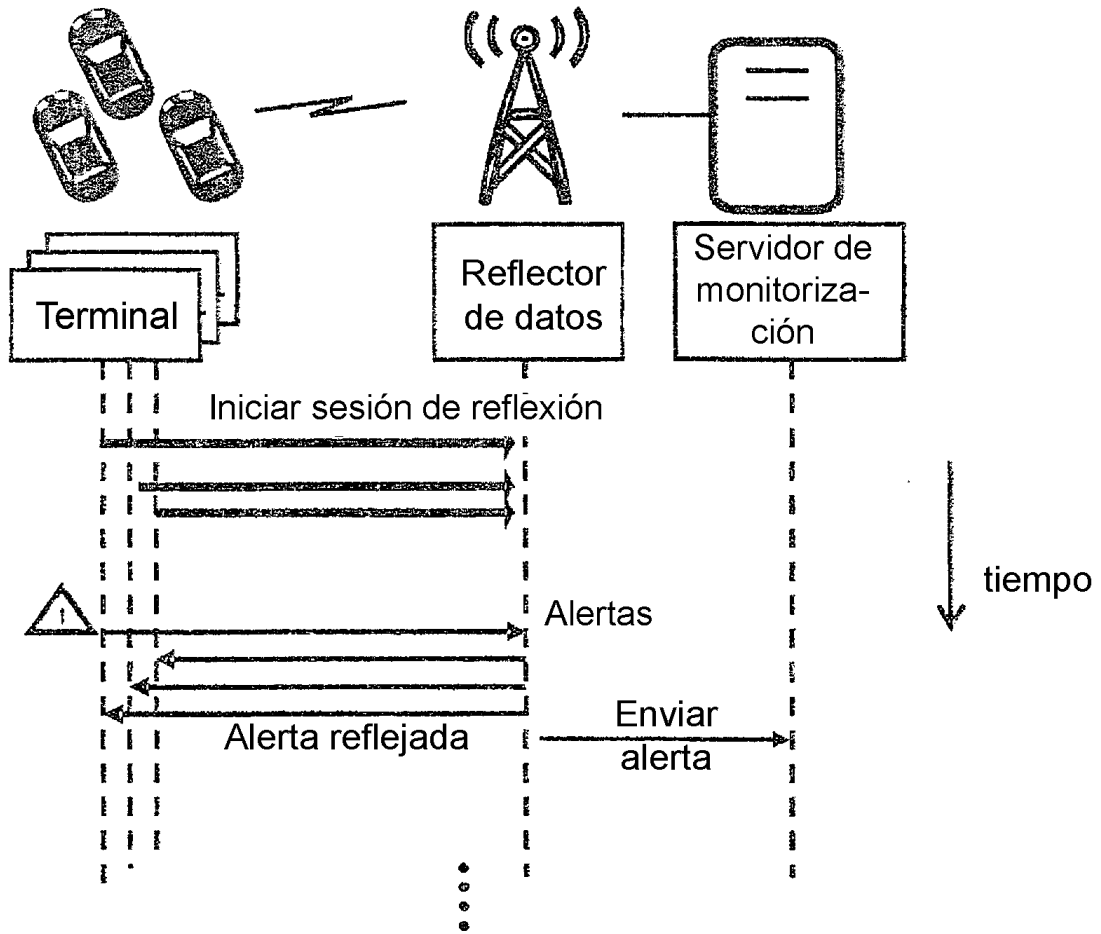 Terminal
Reflector
de datos
Servidor de
monitoriza-
ción
Iniciar sesión de reflexión
tiempo
Alertas
Alerta reflejada
Enviar
alerta